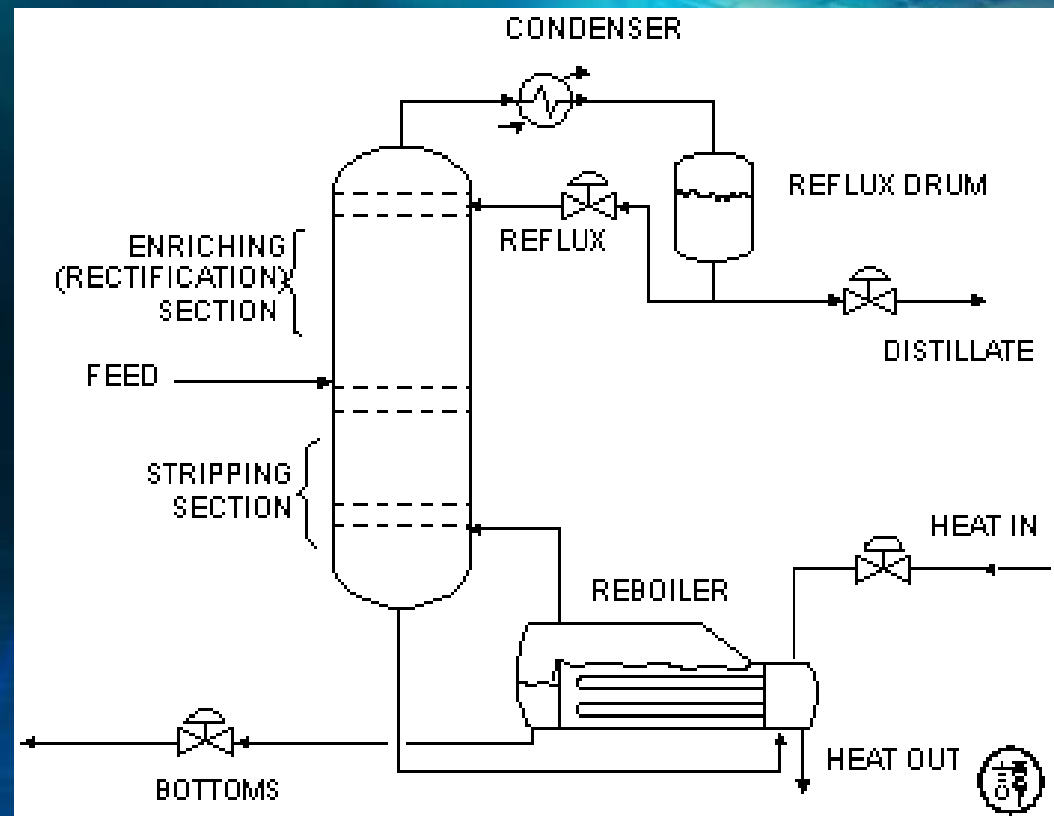 CONDENSER
REFLUX DRUM
REFLUX
ENRICHING
(RECTIFICATION)
SECTION
DISTILLATE
FEED
STRIPPING
SECTION
HEAT IN
REBOILER
HEAT OUT
BOTTOMS